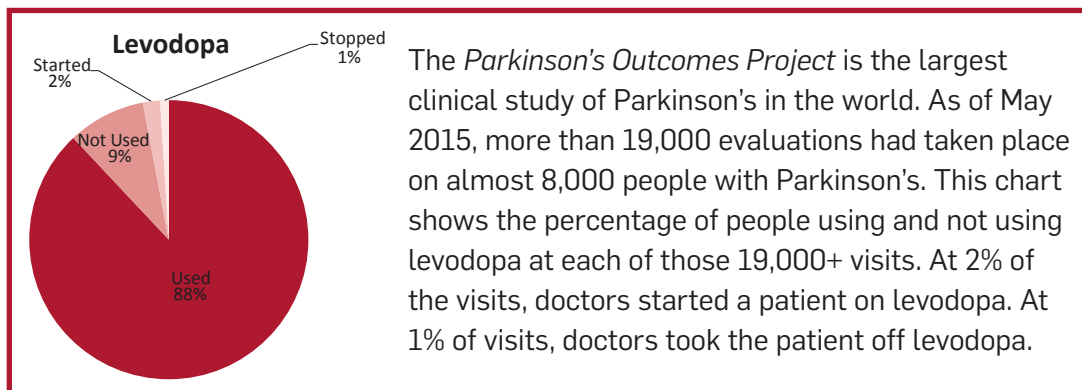 Levodopa
Started
2%
Stopped
1%
Not Used
9%
Used
88%
The Parkinson's Outcomes Project is the largest
clinical study of Parkinson's in the world. As of May
2015, more than 19,000 evaluations had taken place
on almost 8,000 people with Parkinson's. This chart
shows the percentage of people using and not using
levodopa at each of those 19,000+ visits. At 2% of
the visits, doctors started a patient on levodopa. At
1% of visits, doctors took the patient off levodopa.